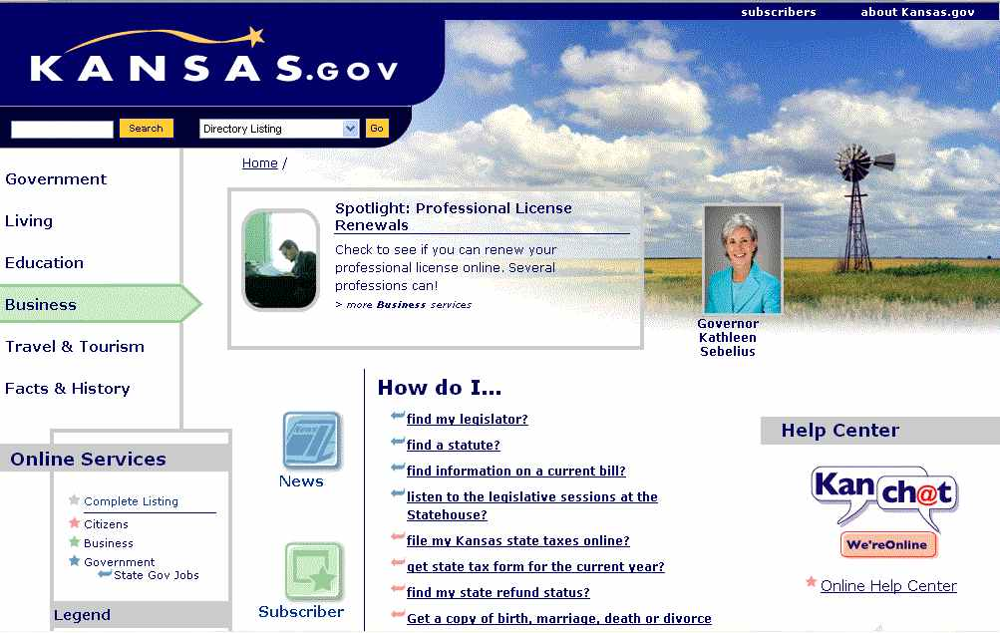 subscribers about Kansas.gov
KANSAS.GOV
Search Directory Listing Go
Home /
Government
Living
Education
Business
Travel & Tourism
Facts & History
Spotlight: Professional License
Renewals
Check to see if you can renew your
professional license online. Several
professions can!
> more Business services
Governor
Kathleen
Sebelius
Online Services
Complete Listing
Citizens
Business
Government
State Gov Jobs
Legend
News
Subscriber
How do I...
find my legislator?
find a statute?
find information on a current bill?
listen to the legislative sessions at the
Statehouse?
file my Kansas state taxes online?
get state tax form for the current year?
find my state refund status?
Get a copy of birth, marriage, death or divorce
Help Center
Kan ch@t
We'reOnline
Online Help Center